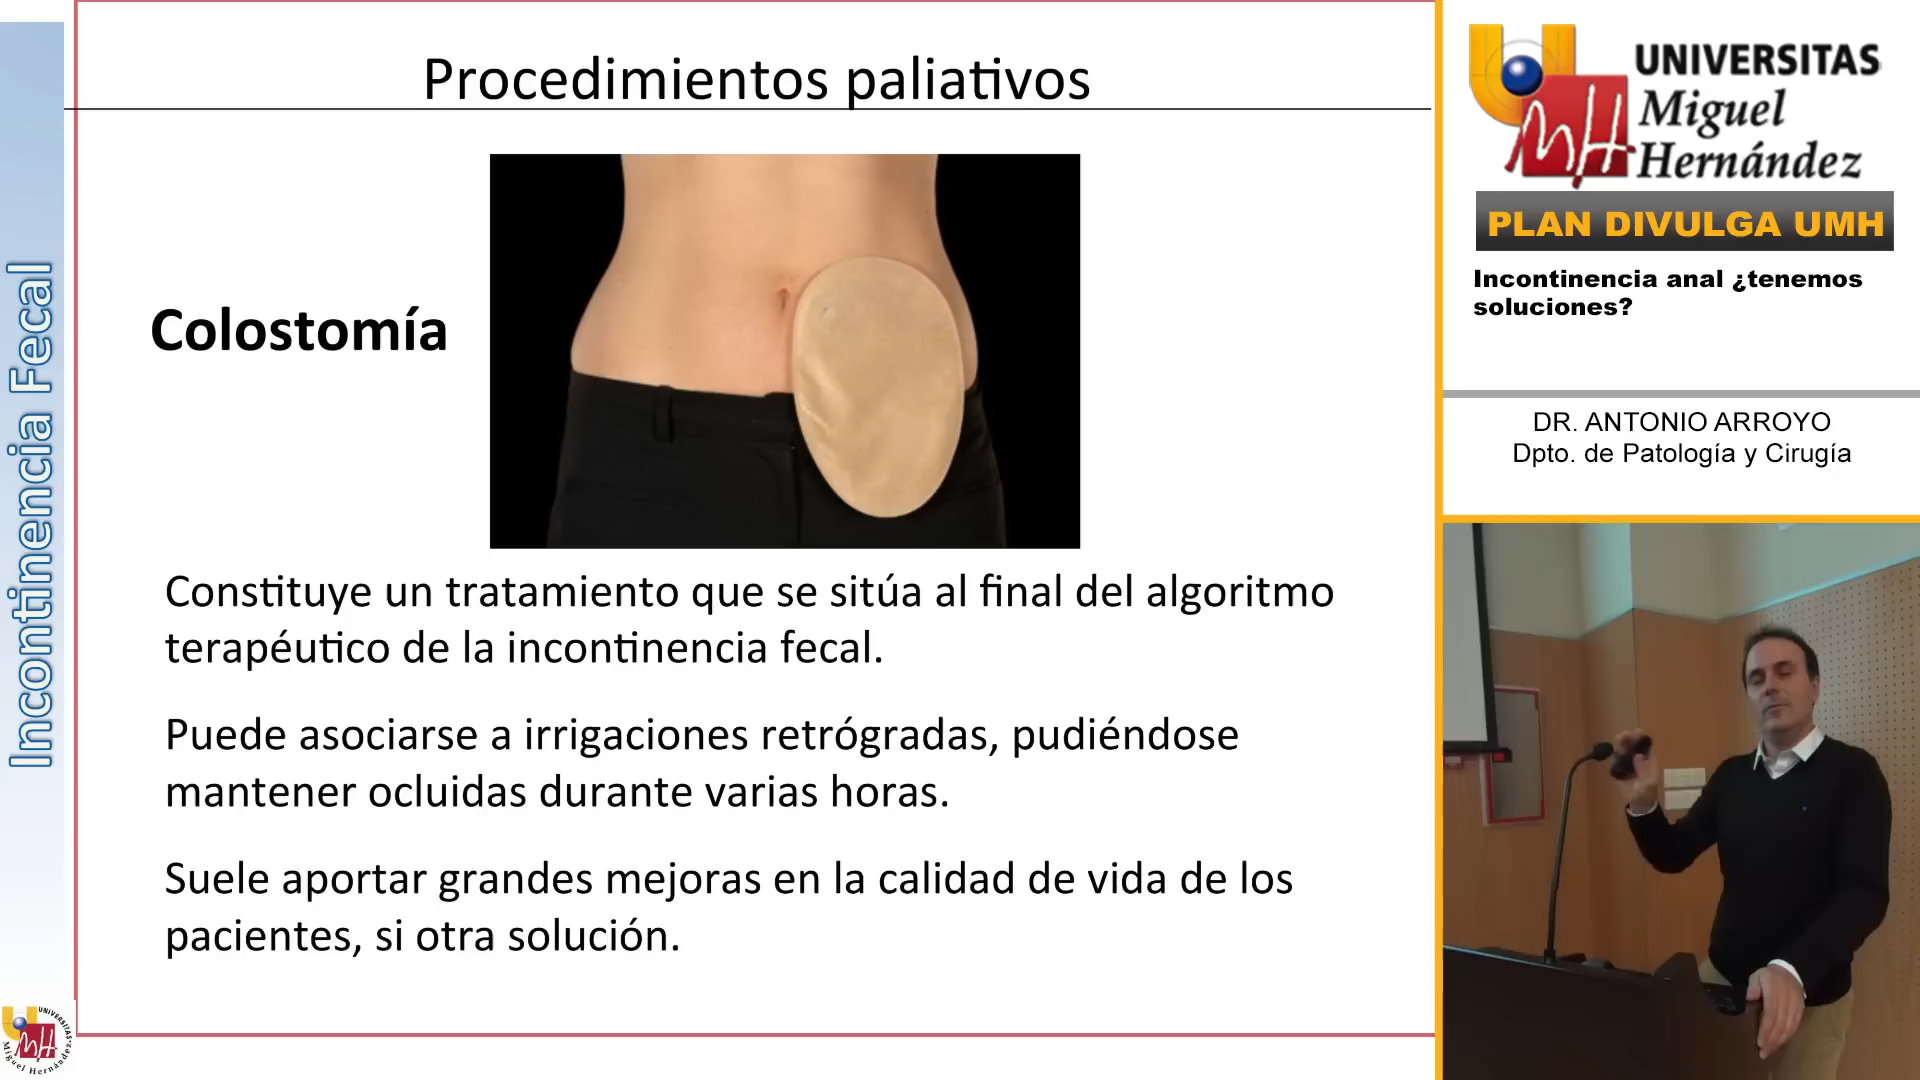 Procedimientos paliativos
Incontinencia Fecal
Colostomía
Constituye un tratamiento que se sitúa al final del algoritmo
terapéutico de la incontinencia fecal.
Puede asociarse a irrigaciones retrógradas, pudiéndose
mantener ocluidas durante varias horas.
Suele aportar grandes mejoras en la calidad de vida de los
pacientes, si otra solución.
UNIVERSITAS Miguel Hernández
UNIVERSITAS
Miguel
Hernández
PLAN DIVULGA UMH
Incontinencia anal ¿tenemos
soluciones?
DR. ANTONIO ARROYO
Dpto. de Patología y Cirugía